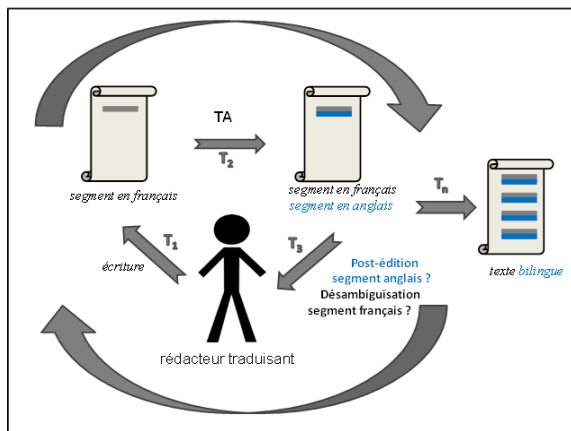 TA
T2
segment en français
segment en français
segment en anglais
Tn
texte bilingue
T1
écriture
T3
Post-édition
segment anglais ?
Désambiguïsation
segment français ?
rédacteur traduisant